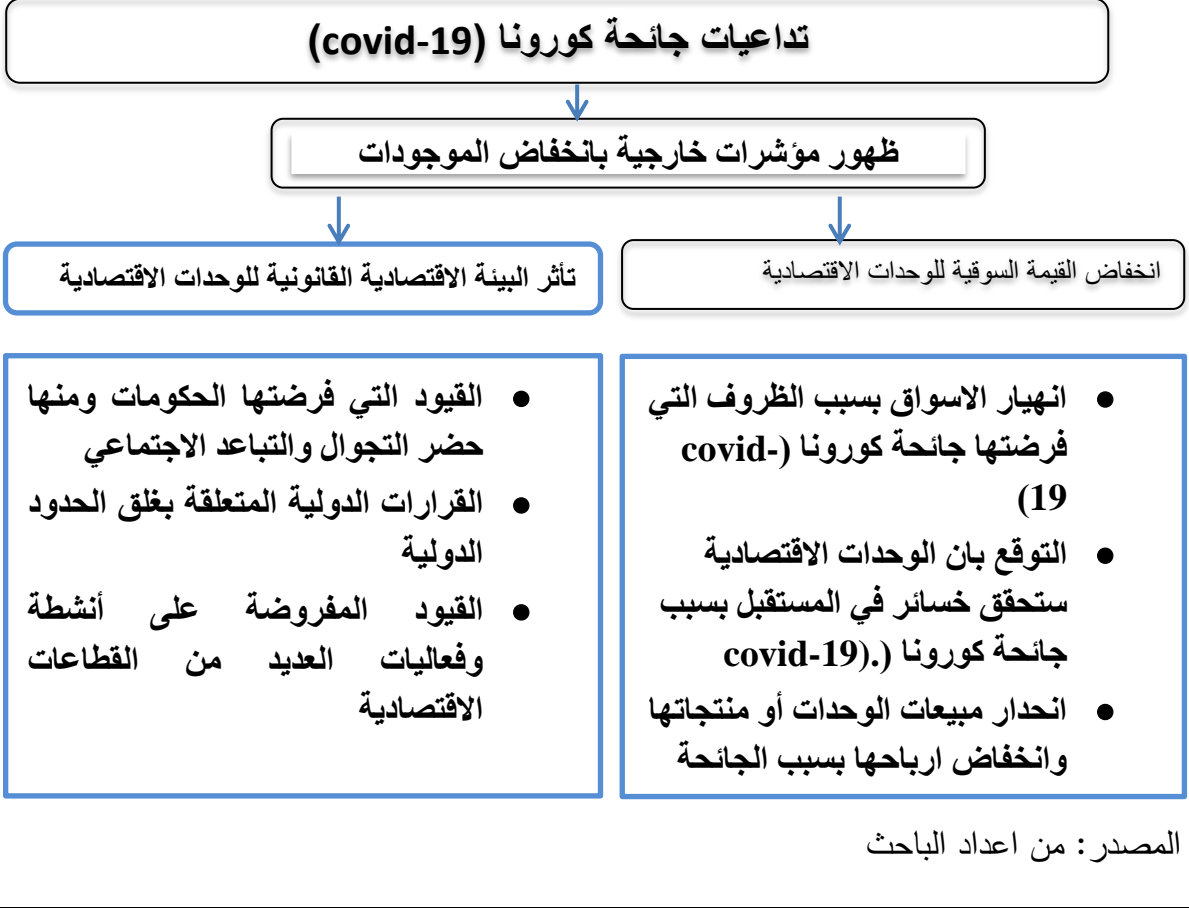 تداعيات جائحة كورونا (covid-19)
ظهور مؤشرات خارجية بانخفاض الموجودات
انخفاض القيمة السوقية للوحدات الاقتصادية
تأثر البيئة الاقتصادية القانونية للوحدات الاقتصادية
● انهيار الاسواق بسبب الظروف التي
فرضتها جائحة كورونا (covid-
19)
● التوقع بان الوحدات الاقتصادية
ستحقق خسائر في المستقبل بسبب
جائحة كورونا (.(covid-19
● انحدار مبيعات الوحدات أو منتجاتها
وانخفاض ارباحها بسبب الجائحة
● القيود التي فرضتها الحكومات ومنها
حضر التجوال والتباعد الاجتماعي
● القرارات الدولية المتعلقة بغلق الحدود
الدولية
● القيود المفروضة على أنشطة
وفعاليات العديد من القطاعات
الاقتصادية
المصدر: من اعداد الباحث